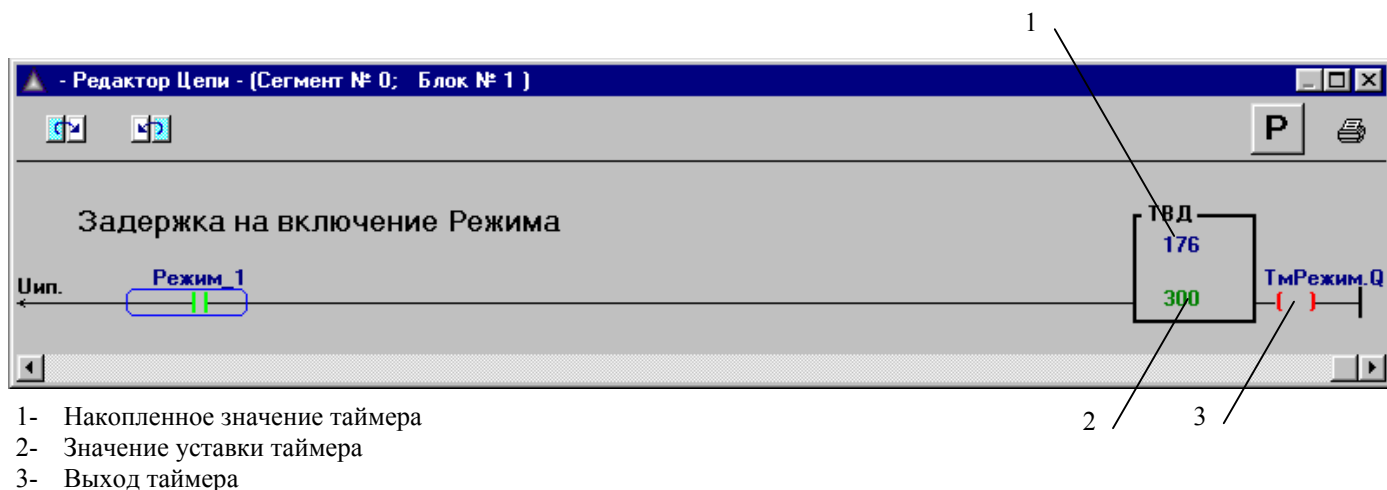 1
- Редактор Цепи - (Сегмент № 0; Блок № 1 )
P
Задержка на включение Режима
ТВД
176
Uип.
Режим_1
300
ТмРежим.Q
1- Накопленное значение таймера
2- Значение уставки таймера
3- Выход таймера
2
3